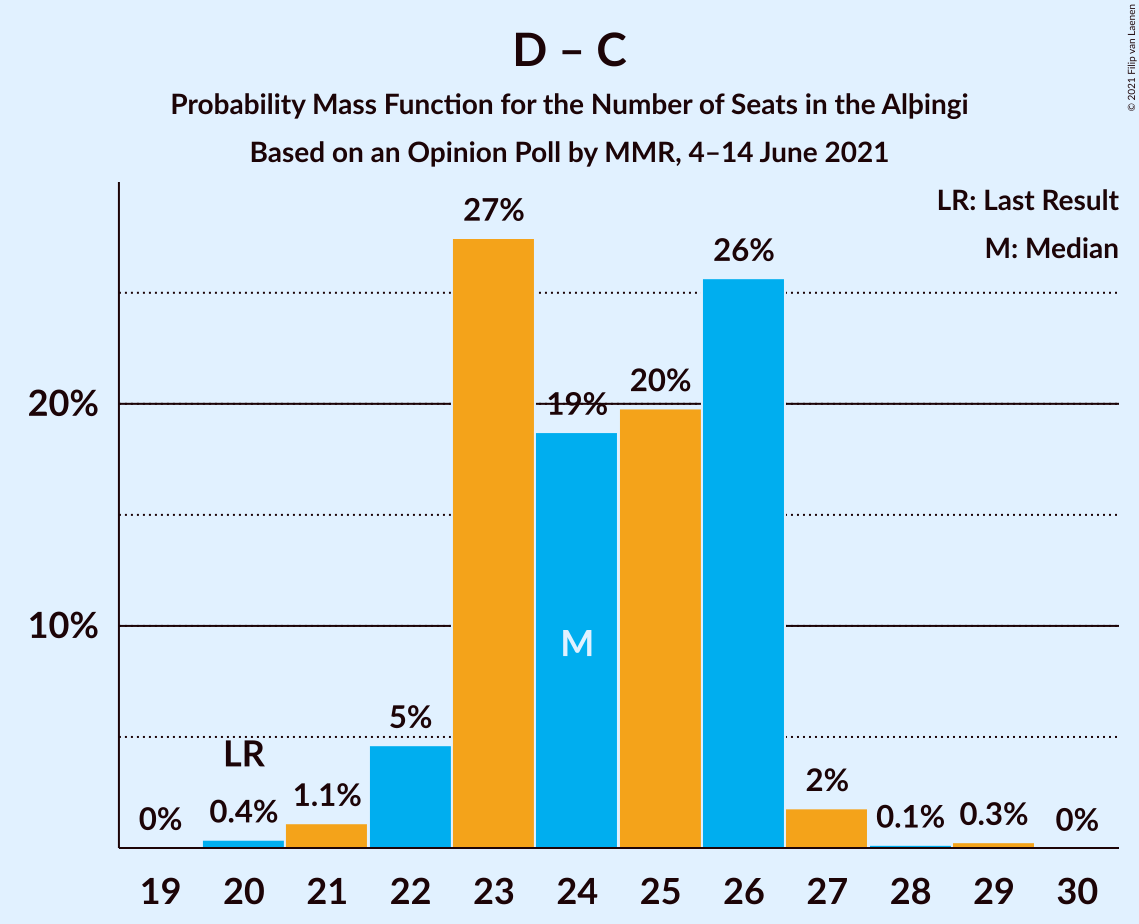 D – C
Probability Mass Function for the Number of Seats in the Alþingi
Based on an Opinion Poll by MMR, 4–14 June 2021
© 2021 Filip van Laenen
LR: Last Result
M: Median
27%
26%
20%
19%
20%
10%
M
5%
LR
2%
1.1%
0.4%
0%
0.1%
0.3%
0%
19 20 21 22 23 24 25 26 27 28 29 30